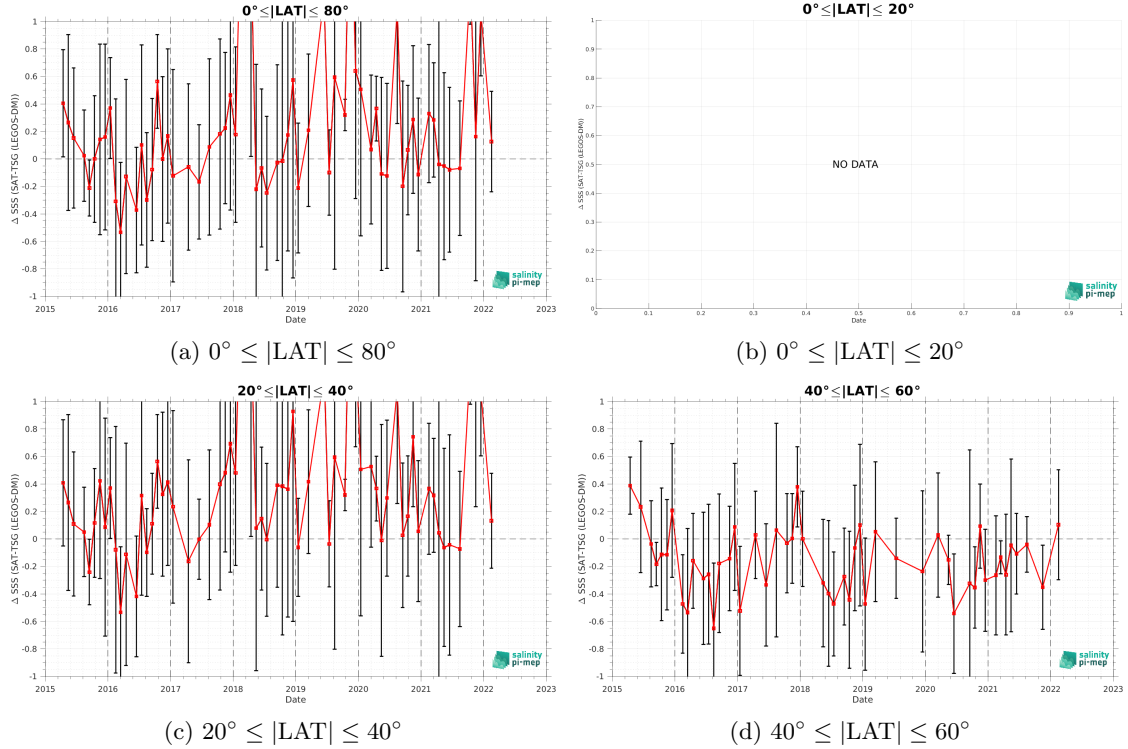 0°≤|LAT|≤ 80°
Δ SSS (SAT-TSG (LEGOS-DM))
1
0.8
0.6
0.4
0.2
0
-0.2
-0.4
-0.6
-0.8
-1
2015 2016 2017 2018 2019 2020 2021 2022 2023
Date
salinity
pi-mep
(a) 0° ≤ |LAT| ≤ 80°
0°≤|LAT|≤ 20°
Δ SSS (SAT-TSG (LEGOS-DM))
1
0.9
0.8
0.7
0.6
0.5
0.4
0.3
0.2
0.1
0
NO DATA
0 0.1 0.2 0.3 0.4 0.5 0.6 0.7 0.8 0.9 1
Date
salinity
pi-mep
(b) 0° ≤ |LAT| ≤ 20°
20°≤|LAT|≤ 40°
Δ SSS (SAT-TSG (LEGOS-DM))
1
0.8
0.6
0.4
0.2
0
-0.2
-0.4
-0.6
-0.8
-1
2015 2016 2017 2018 2019 2020 2021 2022 2023
Date
salinity
pi-mep
(c) 20° ≤ |LAT| ≤ 40°
40°≤|LAT|≤ 60°
Δ SSS (SAT-TSG (LEGOS-DM))
1
0.8
0.6
0.4
0.2
0
-0.2
-0.4
-0.6
-0.8
-1
2015 2016 2017 2018 2019 2020 2021 2022 2023
Date
salinity
pi-mep
(d) 40° ≤ |LAT| ≤ 60°